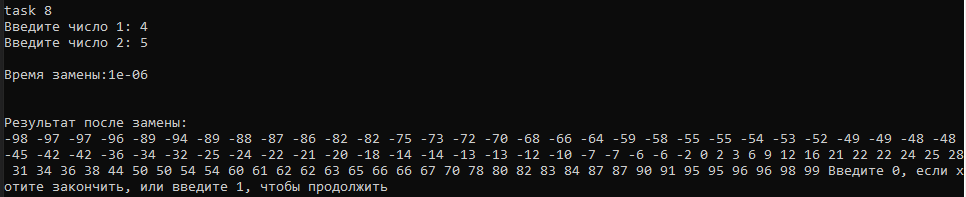 task 8
Введите число 1: 4
Введите число 2: 5
Время замены:1e-06
Результат после замены:
-98 -97 -97 -96 -89 -94 -89 -88 -87 -86 -82 -82 -75 -73 -72 -70 -68 -66 -64 -59 -58 -55 -55 -54 -53 -52 -49 -49 -48 -48
-45 -42 -42 -36 -34 -32 -25 -24 -22 -21 -20 -18 -14 -14 -13 -13 -12 -10 -7 -7 -6 -6 -2 0 2 3 6 9 12 16 21 22 22 24 25 28
31 34 36 38 44 50 50 54 54 60 61 62 62 63 65 66 66 67 70 78 80 82 83 84 87 87 90 91 95 95 96 96 98 99 Введите 0, если х
отите закончить, или введите 1, чтобы продолжить